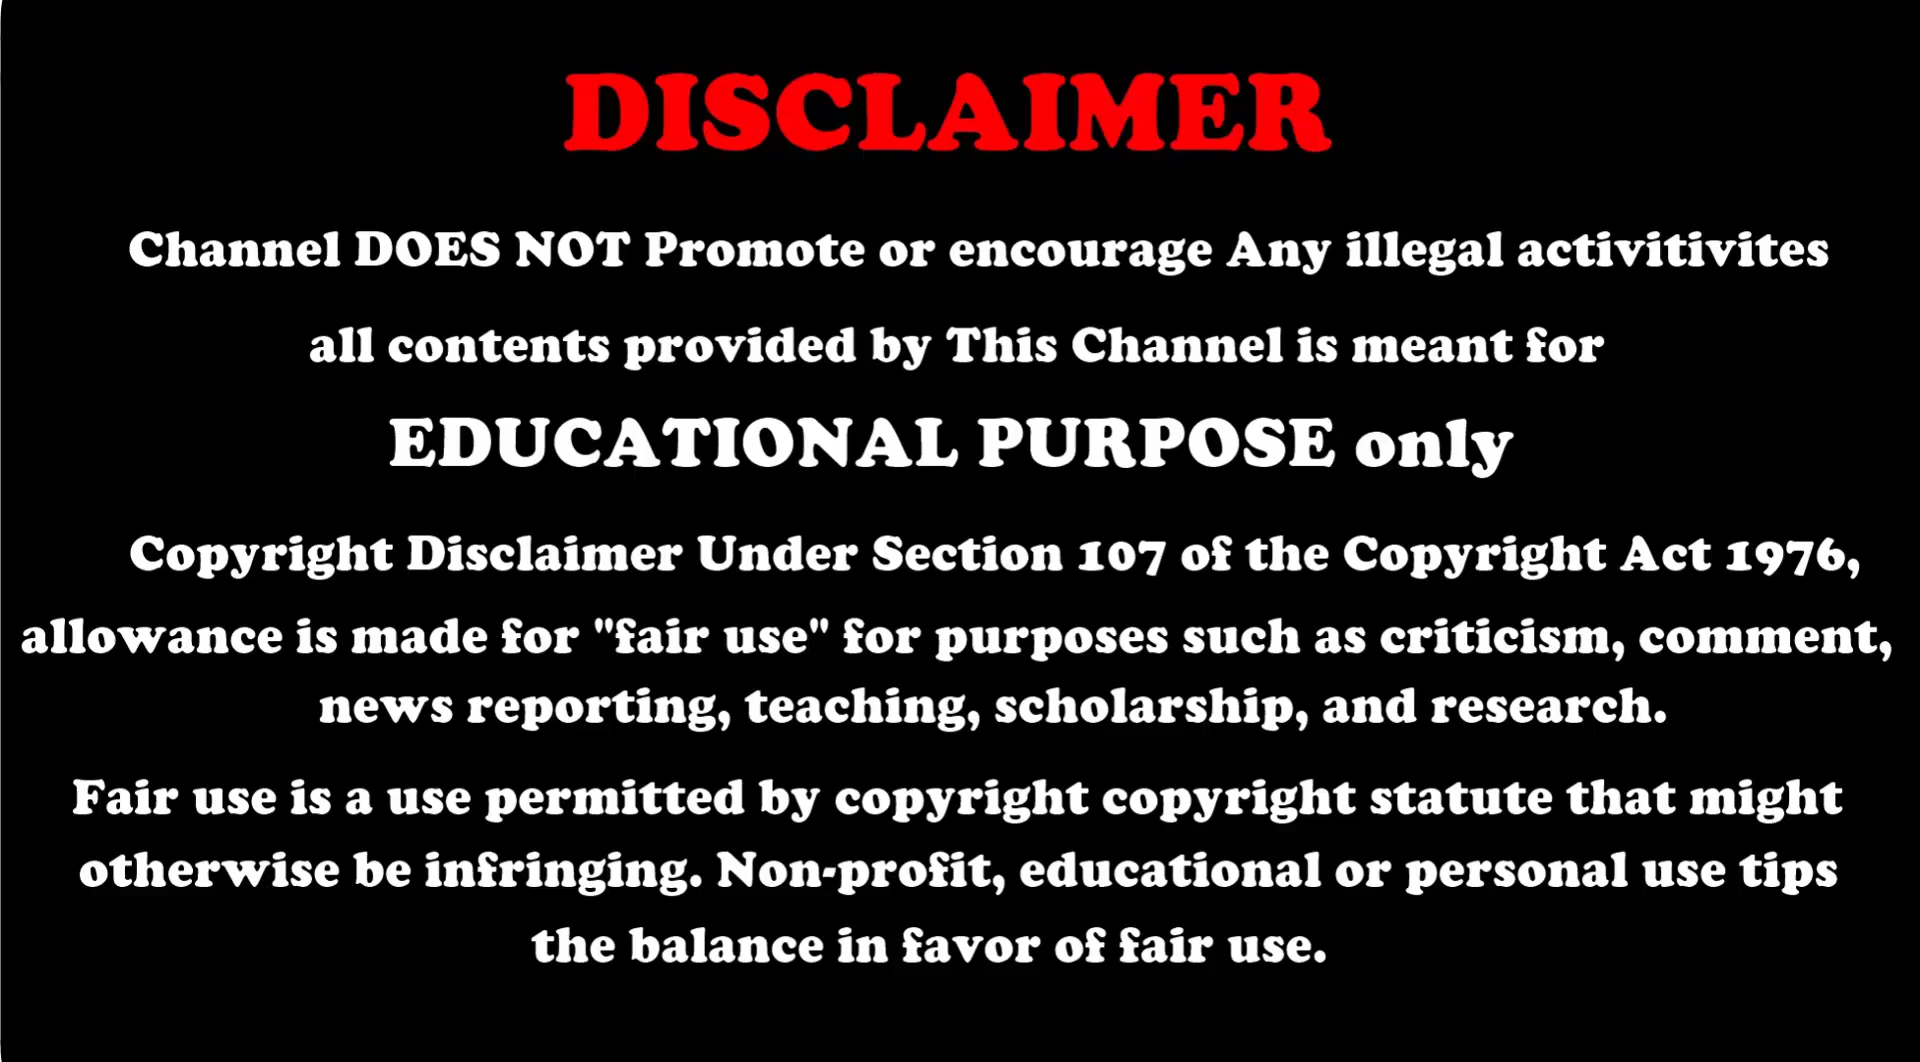 DISCLAIMER
Channel DOES NOT Promote or encourage Any illegal activitivites
all contents provided by This Channel is meant for
EDUCATIONAL PURPOSE only
Copyright Disclaimer Under Section 107 of the Copyright Act 1976,
allowance is made for "fair use" for purposes such as criticism, comment,
news reporting, teaching, scholarship, and research.
Fair use is a use permitted by copyright copyright statute that might
otherwise be infringing. Non-profit, educational or personal use tips
the balance in favor of fair use.